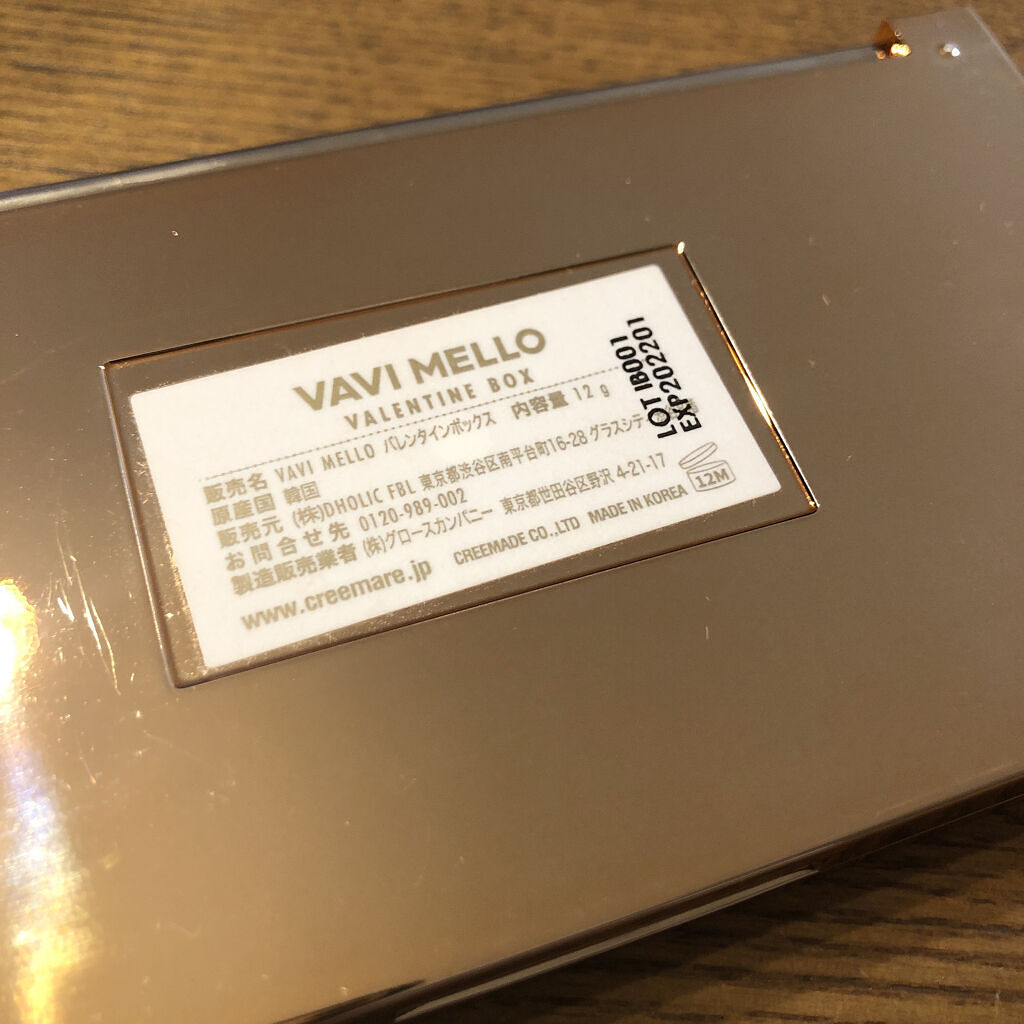 VAVI MELLO
VALENTINE BOX
販売名 VAVI MELLO バレンタインボックス 内容量 12 g
原産国 韓国
販売元 (株)DHOLIC FBL 東京都渋谷区南平台町16-28 グラスシテ
お問合せ先 0120-989-002
製造販売業者 (株)グロースカンパニー 東京都世田谷区野沢 4-21-17
www.creemare.jp CREEMADE CO.,LTD MADE IN KOREA
12M
LOT IB001
EXP202201